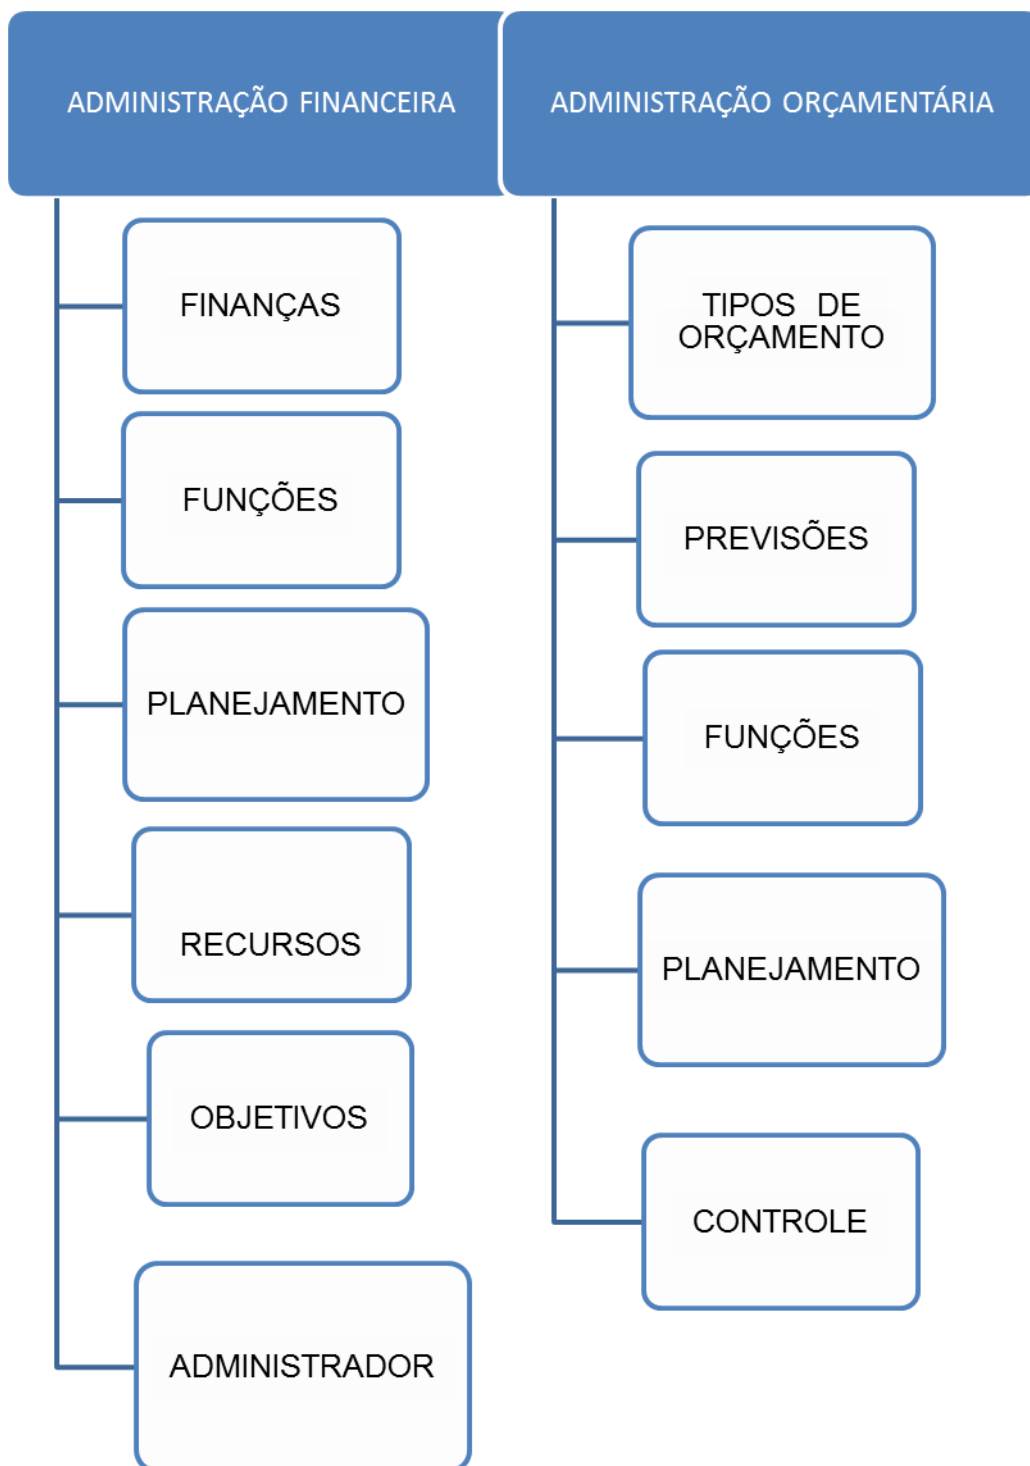 ADMINISTRAÇÃO FINANCEIRA
FINANÇAS
FUNÇÕES
PLANEJAMENTO
RECURSOS
OBJETIVOS
ADMINISTRADOR
ADMINISTRAÇÃO ORÇAMENTÁRIA
TIPOS DE
ORÇAMENTO
PREVISÕES
FUNÇÕES
PLANEJAMENTO
CONTROLE